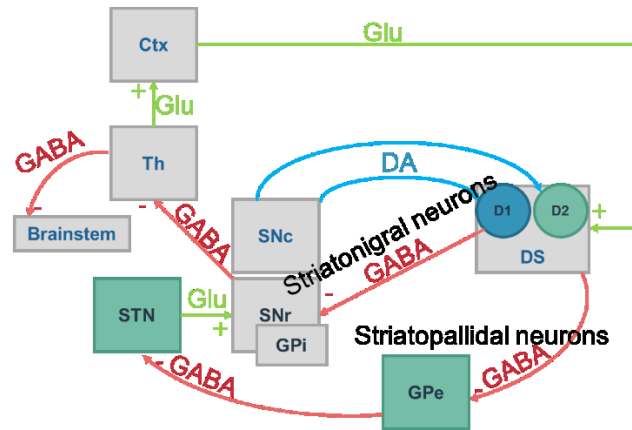 Ctx
Glu
+
Glu
GABA
Th
DA
-
-
GABA
Brainstem
SNc
Striatonigral neurons
GABA
D1
D2
+
DS
-
STN
Glu
+
SNr
GPi
Striatopallidal neurons
- GABA
-GABA
GPe